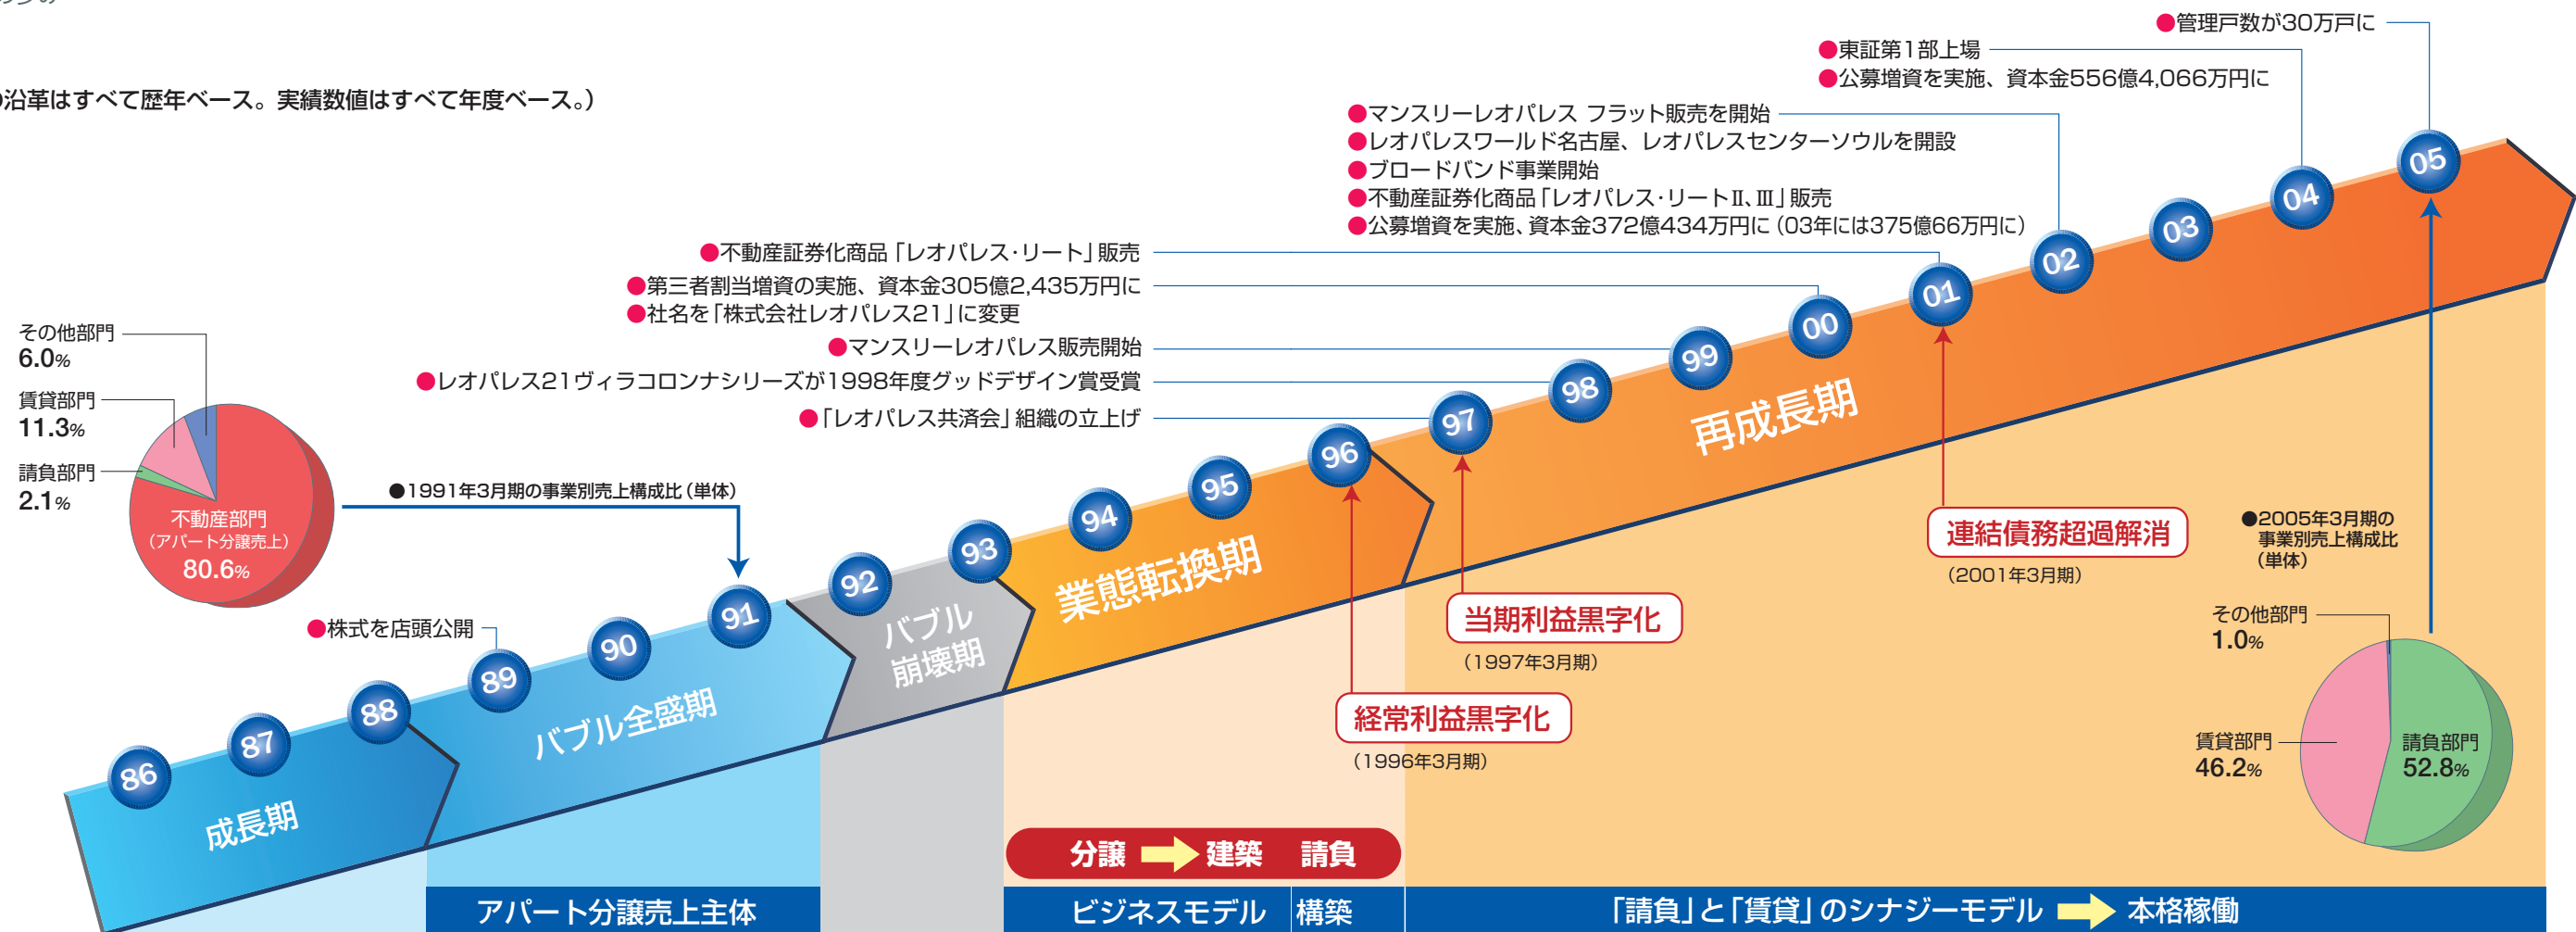 の沿革はすべて歴年ベース。実績数値はすべて年度ベース。）
●管理戸数が30万戸に
●東証第1部上場
●公募増資を実施、資本金556億4,066万円に
●マンスリーレオパレス フラット販売を開始
●レオパレスワールド名古屋、レオパレスセンターソウルを開設
●ブロードバンド事業開始
●不動産証券化商品「レオパレス・リートⅡ、Ⅲ」販売
●公募増資を実施、資本金372億434万円に（03年には375億66万円に）
●不動産証券化商品「レオパレス・リート」販売
●第三者割当増資の実施、資本金305億2,435万円に
●社名を「株式会社レオパレス21」に変更
●マンスリーレオパレス販売開始
●レオパレス21ヴィラコロンナシリーズが1998年度グッドデザイン賞受賞
●「レオパレス共済会」組織の立上げ
その他部門
6.0%
賃貸部門
11.3%
請負部門
2.1%
不動産部門
（アパート分譲売上）
80.6%
●1991年3月期の事業別売上構成比（単体）
●株式を店頭公開
86
87
88
89
90
91
92
93
94
95
96
97
98
99
00
01
02
03
04
05
成長期
バブル全盛期
バブル
崩壊期
業態転換期
再成長期
経常利益黒字化
（1996年3月期）
当期利益黒字化
（1997年3月期）
連結債務超過解消
（2001年3月期）
●2005年3月期の
事業別売上構成比
（単体）
その他部門
1.0%
賃貸部門
46.2%
請負部門
52.8%
分譲 建築 請負
アパート分譲売上主体
ビジネスモデル 構築
「請負」と「賃貸」のシナジーモデル 本格稼働